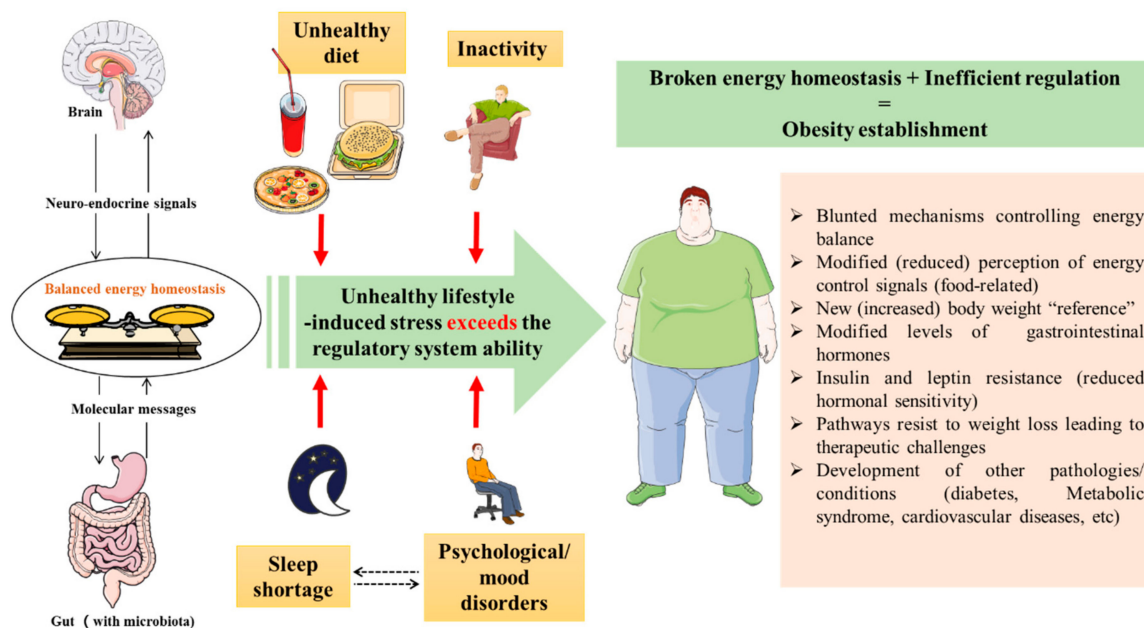 Brain
Neuro-endocrine signals
Balanced energy homeostasis
Molecular messages
Gut ( with microbiota)
Unhealthy
diet
Inactivity
Unhealthy lifestyle
-induced stress exceeds the
regulatory system ability
Sleep
shortage
Psychological/
mood
disorders
Broken energy homeostasis + Inefficient regulation
=
Obesity establishment
➢ Blunted mechanisms controlling energy
balance
➢ Modified (reduced) perception of energy
control signals (food-related)
➢ New (increased) body weight “reference”
➢ Modified levels of gastrointestinal
hormones
➢ Insulin and leptin resistance (reduced
hormonal sensitivity)
➢ Pathways resist to weight loss leading to
therapeutic challenges
➢ Development of other pathologies/
conditions (diabetes, Metabolic
syndrome, cardiovascular diseases, etc)